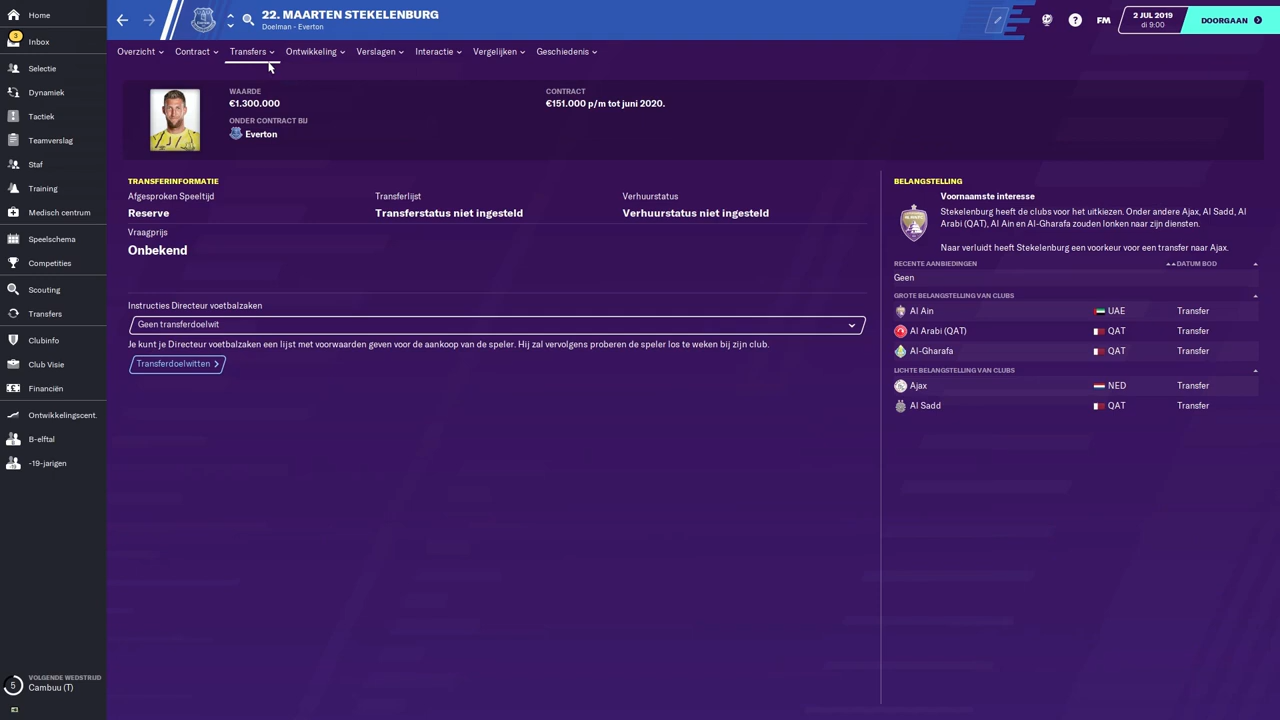 Home
3
Inbox
Selectie
Dynamiek
Tactiek
Teamverslag
Staf
Training
Medisch centrum
Speelschema
Competities
Scouting
Transfers
Clubinfo
Club Visie
Financiën
Ontwikkelingscent.
B-elftal
-19-jarigen
5
VOLGENDE WEDSTRIJD
Cambuu (T)
22. MAARTEN STEKELENBURG
Doelman - Everton
FM
2 JUL 2019
di 9:00
DOORGAAN
Overzicht
Contract
Transfers
Ontwikkeling
Verslagen
Interactie
Vergelijken
Geschiedenis
WAARDE
€1.300.000
ONDER CONTRACT BIJ
Everton
CONTRACT
€151.000 p/m tot juni 2020.
TRANSFERINFORMATIE
Afgesproken Speeltijd
Reserve
Transferlijst
Transferstatus niet ingesteld
Verhuurstatus
Verhuurstatus niet ingesteld
Vraagprijs
Onbekend
Instructies Directeur voetbalzaken
Geen transferdoelwit
Je kunt je Directeur voetbalzaken een lijst met voorwaarden geven voor de aankoop van de speler. Hij zal vervolgens proberen de speler los te weken bij zijn club.
Transferdoelwitten
BELANGSTELLING
Voornaamste interesse
Stekelenburg heeft de clubs voor het uitkiezen. Onder andere Ajax, Al Sadd, Al
Arabi (QAT), Al Ain en Al-Gharafa zouden lonken naar zijn diensten.
Naar verluidt heeft Stekelenburg een voorkeur voor een transfer naar Ajax.
RECENTE AANBIEDINGEN DATUM BOD
Geen
GROTE BELANGSTELLING VAN CLUBS
Al Ain UAE Transfer
Al Arabi (QAT) QAT Transfer
Al-Gharafa QAT Transfer
LICHTE BELANGSTELLING VAN CLUBS
Ajax NED Transfer
Al Sadd QAT Transfer